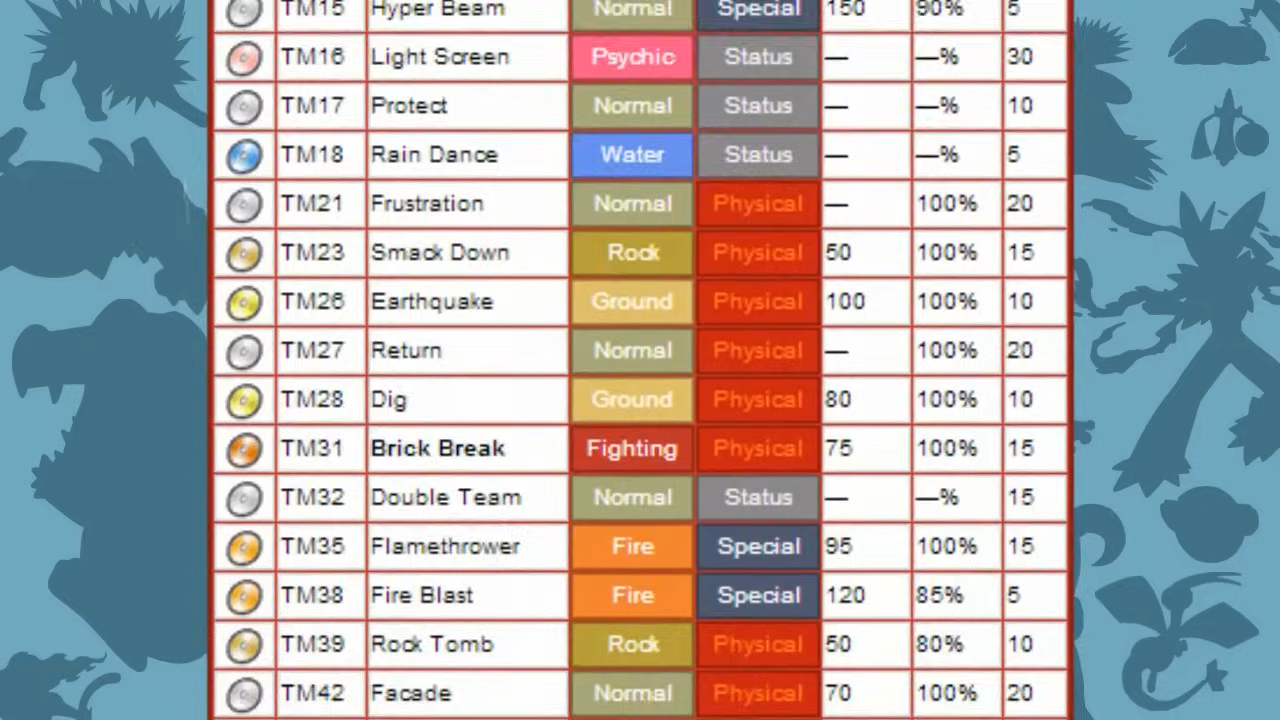 TM15 Hyper Beam Normal Special 150 90% 5
TM16 Light Screen Psychic Status — —% 30
TM17 Protect Normal Status — —% 10
TM18 Rain Dance Water Status — —% 5
TM21 Frustration Normal Physical — 100% 20
TM23 Smack Down Rock Physical 50 100% 15
TM26 Earthquake Ground Physical 100 100% 10
TM27 Return Normal Physical — 100% 20
TM28 Dig Ground Physical 80 100% 10
TM31 Brick Break Fighting Physical 75 100% 15
TM32 Double Team Normal Status — —% 15
TM35 Flamethrower Fire Special 95 100% 15
TM38 Fire Blast Fire Special 120 85% 5
TM39 Rock Tomb Rock Physical 50 80% 10
TM42 Facade Normal Physical 70 100% 20